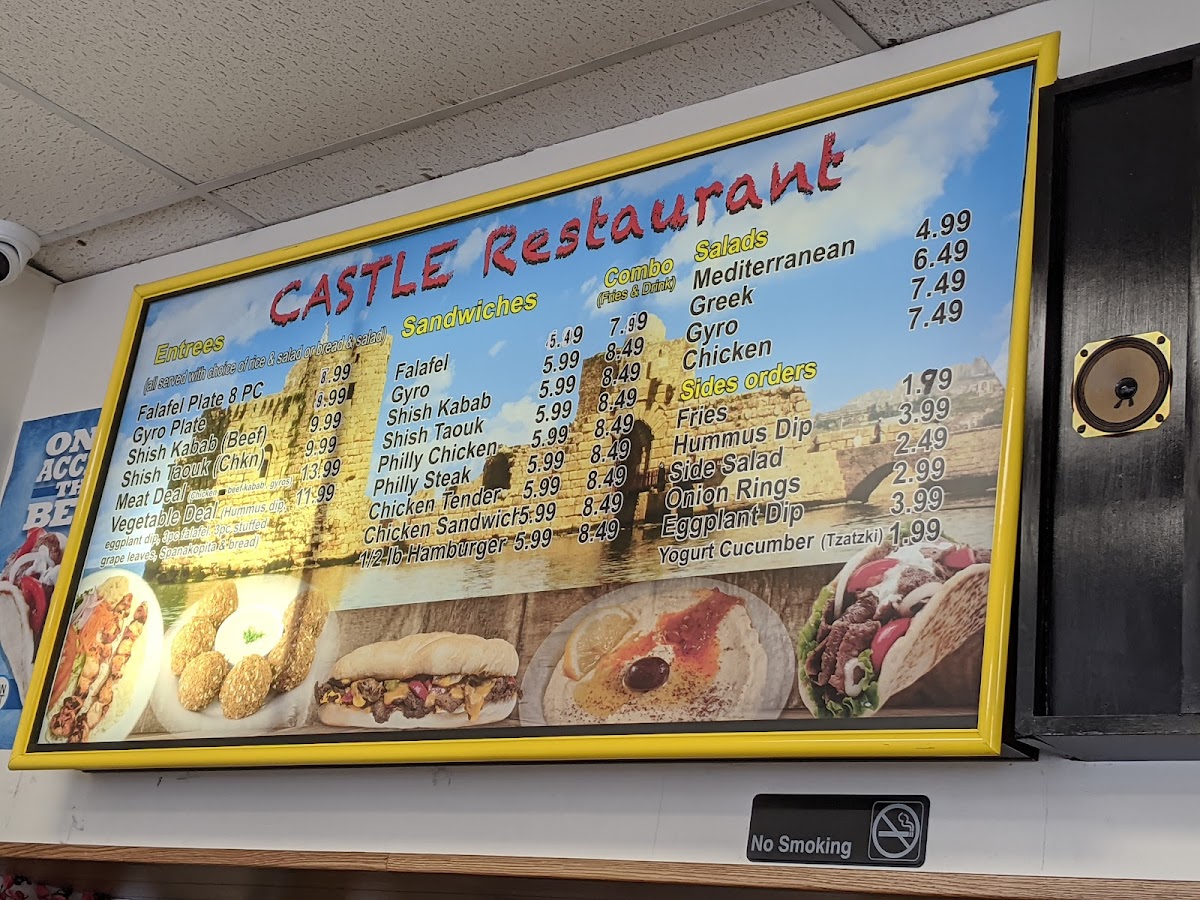 CASTLE Restaurant
Entrees
(all served with choice of rice & salad or bread & salad)
Falafel Plate 8 PC 8.99
Gyro Plate 8.99
Shish Kabab (Beef) 9.99
Shish Taouk (Chkn) 9.99
Meat Deal (Chicken beef kabab, gyros) 13.99
Vegetable Deal (Hummus dip, 11.99
eggplant dip, 3pc falafel, 3pc stuffed
grape leaves, Spanakopita & bread)
Sandwiches
Combo
(Fries & Drink)
Falafel 5.49 7.99
Gyro 5.99 8.49
Shish Kabab 5.99 8.49
Shish Taouk 5.99 8.49
Philly Chicken 5.99 8.49
Philly Steak 5.99 8.49
Chicken Tender 5.99 8.49
Chicken Sandwich 5.99 8.49
1/2 lb Hamburger 5.99 8.49
Salads
Mediterranean 4.99
Greek 6.49
Gyro 7.49
Chicken 7.49
Sides orders
Fries 1.79
Hummus Dip 3.99
Side Salad 2.49
Onion Rings 2.99
Eggplant Dip 3.99
Yogurt Cucumber (Tzatzki) 1.99
No Smoking